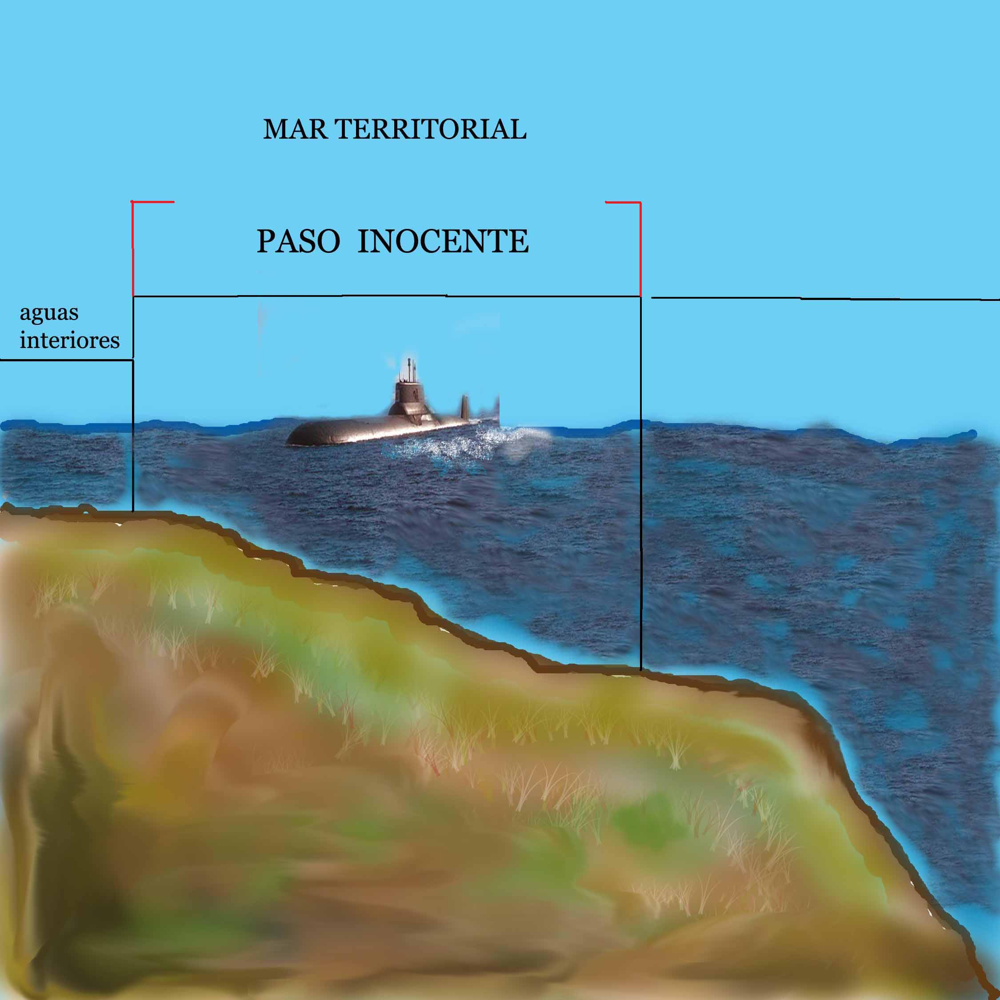 MAR TERRITORIAL
PASO INOCENTE
aguas
interiores